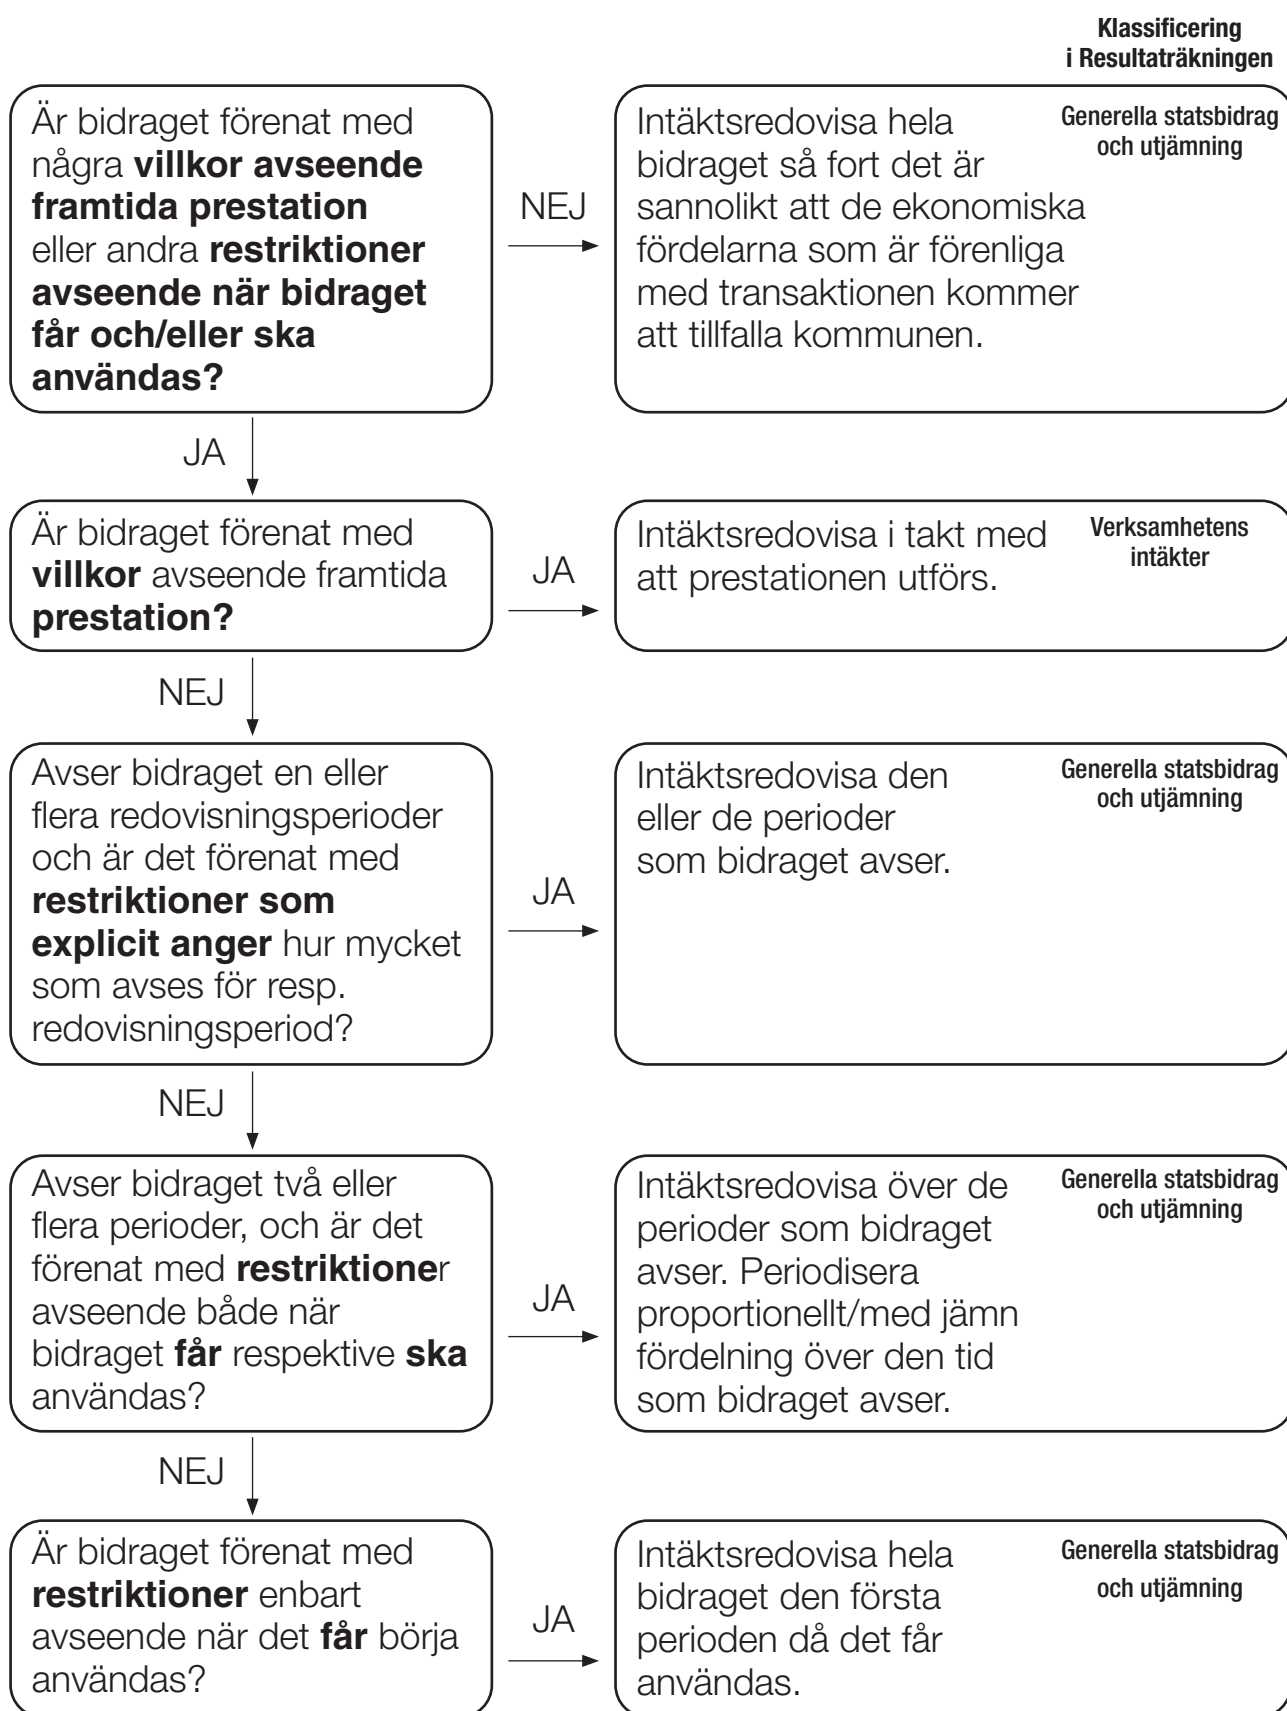 Klassificering
i Resultaträkningen
Är bidraget förenat med
några villkor avseende
framtida prestation
eller andra restriktioner
avseende när bidraget
får och/eller ska
användas?
NEJ
Intäktsredovisa hela
bidraget så fort det är
sannolikt att de ekonomiska
fördelarna som är förenliga
med transaktionen kommer
att tillfalla kommunen.
Generella statsbidrag
och utjämning
JA
Är bidraget förenat med
villkor avseende framtida
prestation?
JA
Intäktsredovisa i takt med
att prestationen utförs.
Verksamhetens
intäkter
NEJ
Avser bidraget en eller
flera redovisningsperioder
och är det förenat med
restriktioner som
explicit anger hur mycket
som avses för resp.
redovisningsperiod?
JA
Intäktsredovisa den
eller de perioder
som bidraget avser.
Generella statsbidrag
och utjämning
NEJ
Avser bidraget två eller
flera perioder, och är det
förenat med restriktioner
avseende både när
bidraget får respektive ska
användas?
JA
Intäktsredovisa över de
perioder som bidraget
avser. Periodisera
proportionellt/med jämn
fördelning över den tid
som bidraget avser.
Generella statsbidrag
och utjämning
NEJ
Är bidraget förenat med
restriktioner enbart
avseende när det får börja
användas?
JA
Intäktsredovisa hela
bidraget den första
perioden då det får
användas.
Generella statsbidrag
och utjämning